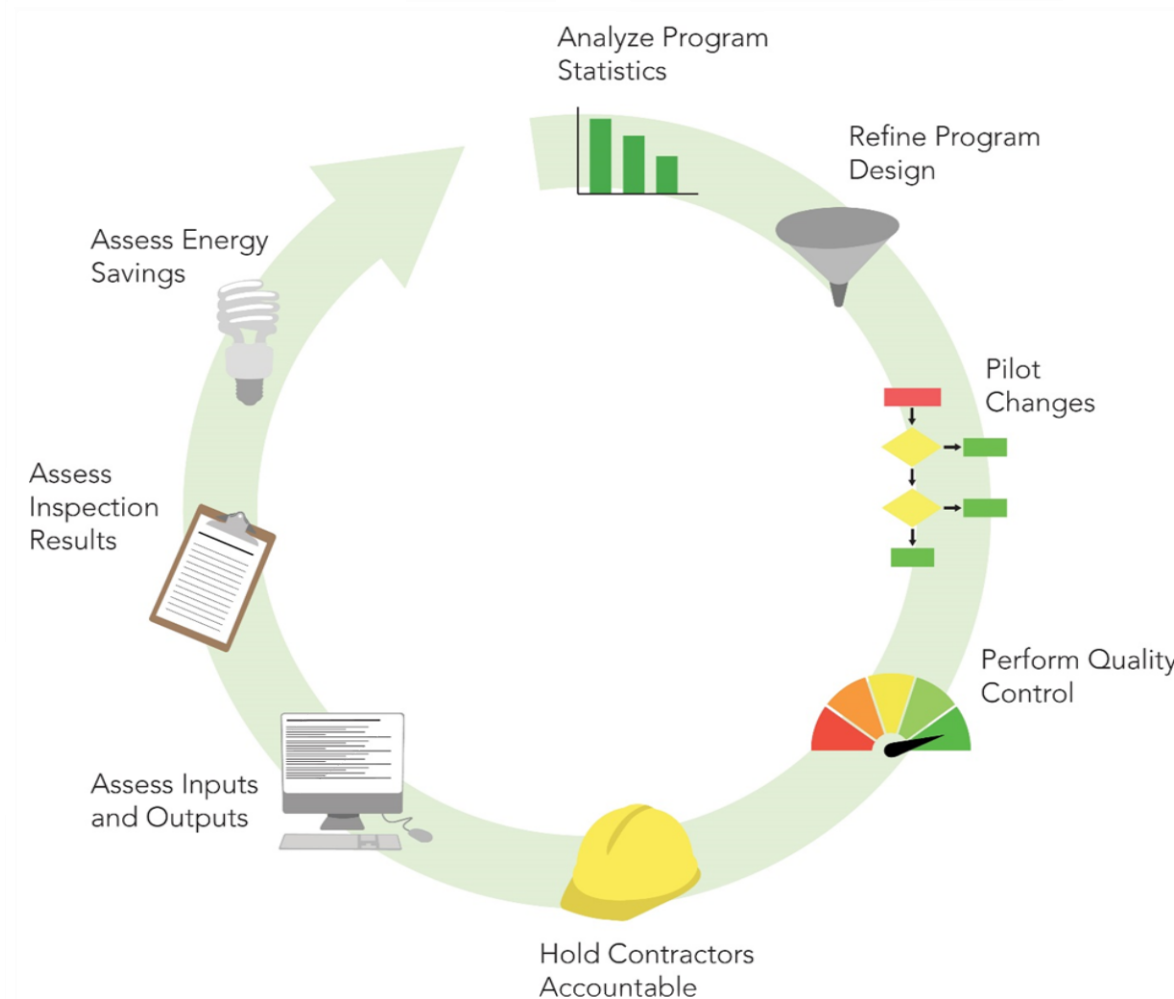 Analyze Program
Statistics
Refine Program
Design
Pilot
Changes
Perform Quality
Control
Hold Contractors
Accountable
Assess Inputs
and Outputs
Assess
Inspection
Results
Assess Energy
Savings